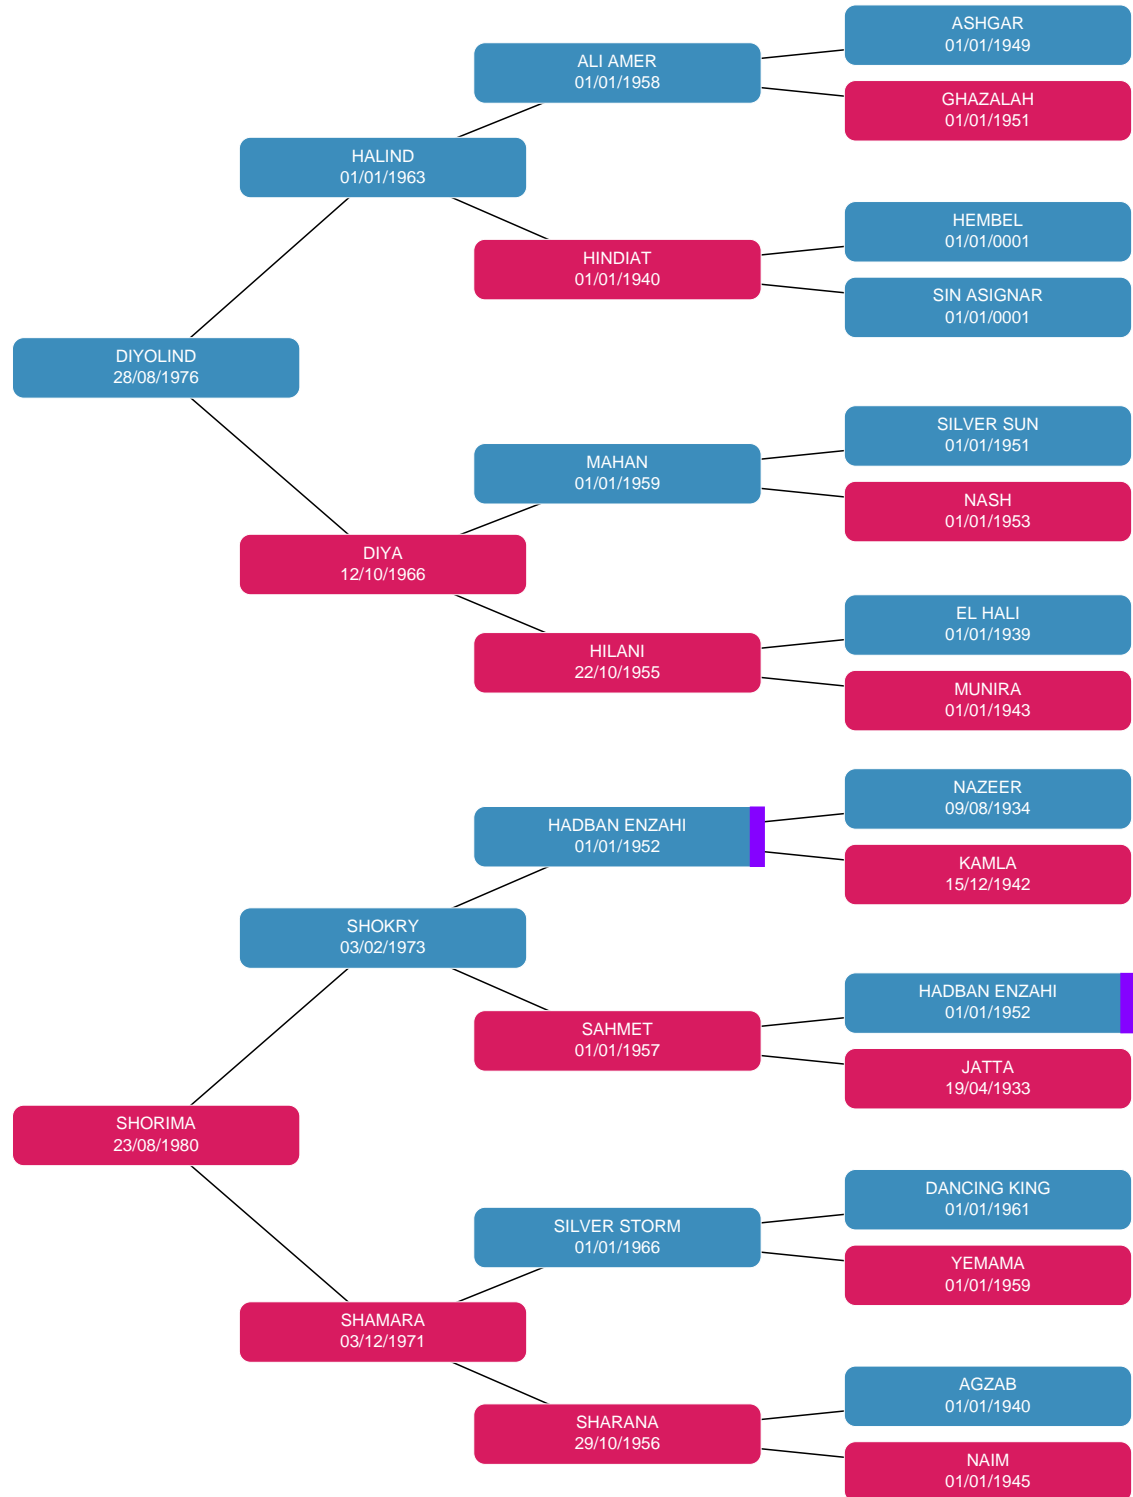 ASHGAR
01/01/1949
ALI AMER
01/01/1958
GHAZALAH
01/01/1951
HALIND
01/01/1963
HEMBEL
01/01/0001
HINDIAT
01/01/1940
SIN ASIGNAR
01/01/0001
DIYOLIND
28/08/1976
SILVER SUN
01/01/1951
MAHAN
01/01/1959
NASH
01/01/1953
DIYA
12/10/1966
EL HALI
01/01/1939
HILANI
22/10/1955
MUNIRA
01/01/1943
NAZEER
09/08/1934
HADBAN ENZAHI
01/01/1952
KAMLA
15/12/1942
SHOKRY
03/02/1973
HADBAN ENZAHI
01/01/1952
SAHMET
01/01/1957
JATTA
19/04/1933
SHORIMA
23/08/1980
DANCING KING
01/01/1961
SILVER STORM
01/01/1966
YEMAMA
01/01/1959
SHAMARA
03/12/1971
AGZAB
01/01/1940
SHARANA
29/10/1956
NAIM
01/01/1945